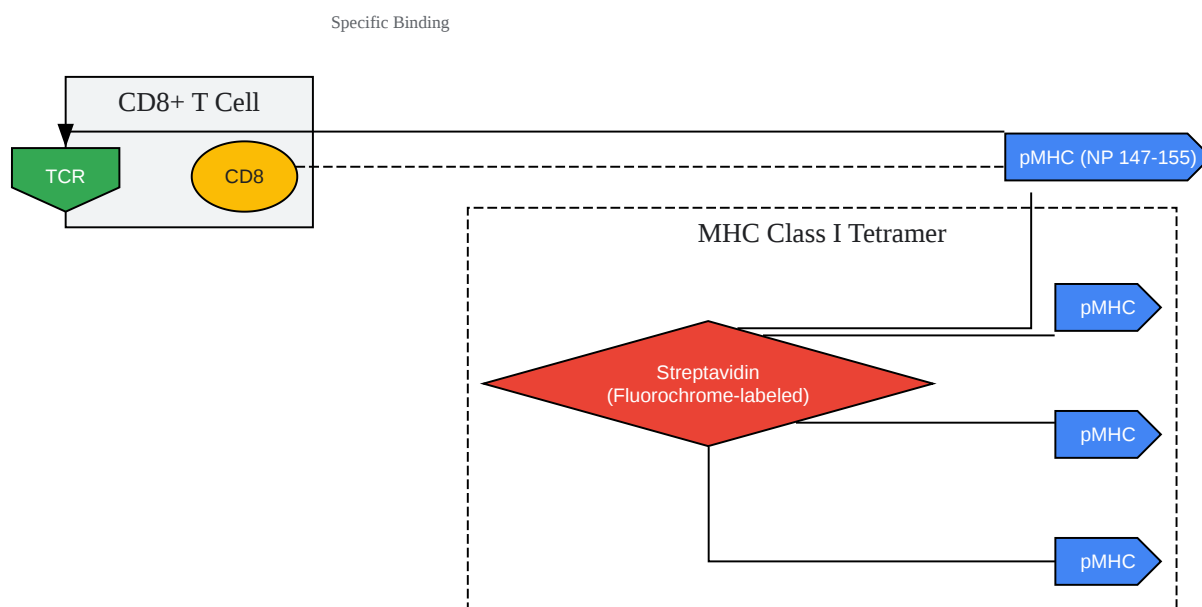 Specific Binding
CD8+ T Cell
TCR
CD8
pMHC (NP 147-155)
MHC Class I Tetramer
pMHC
Streptavidin
(Fluorochrome-labeled)
pMHC
pMHC